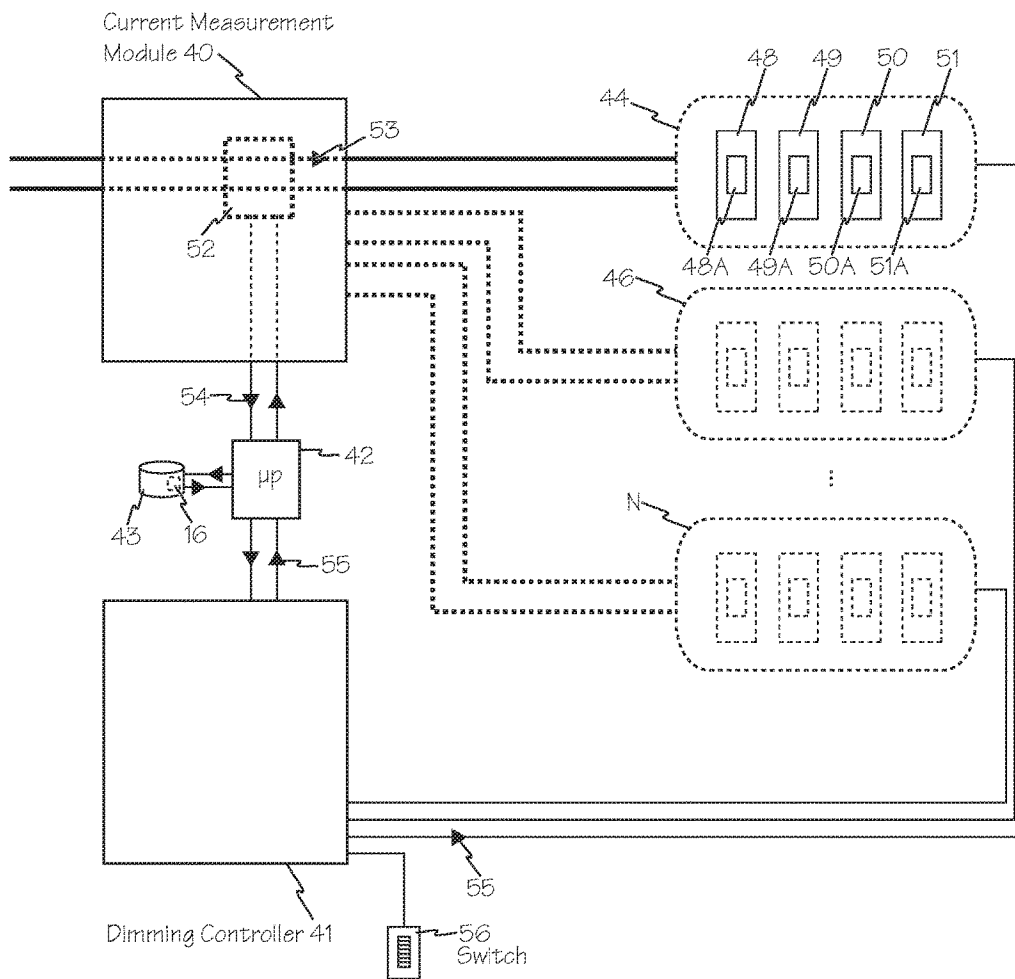 Current Measurement
Module 40
48 49 50 51
44
53
52
48A 49A 50A 51A
46
54
42
µp
43 16
55
N
...
55
Dimming Controller 41
56
Switch